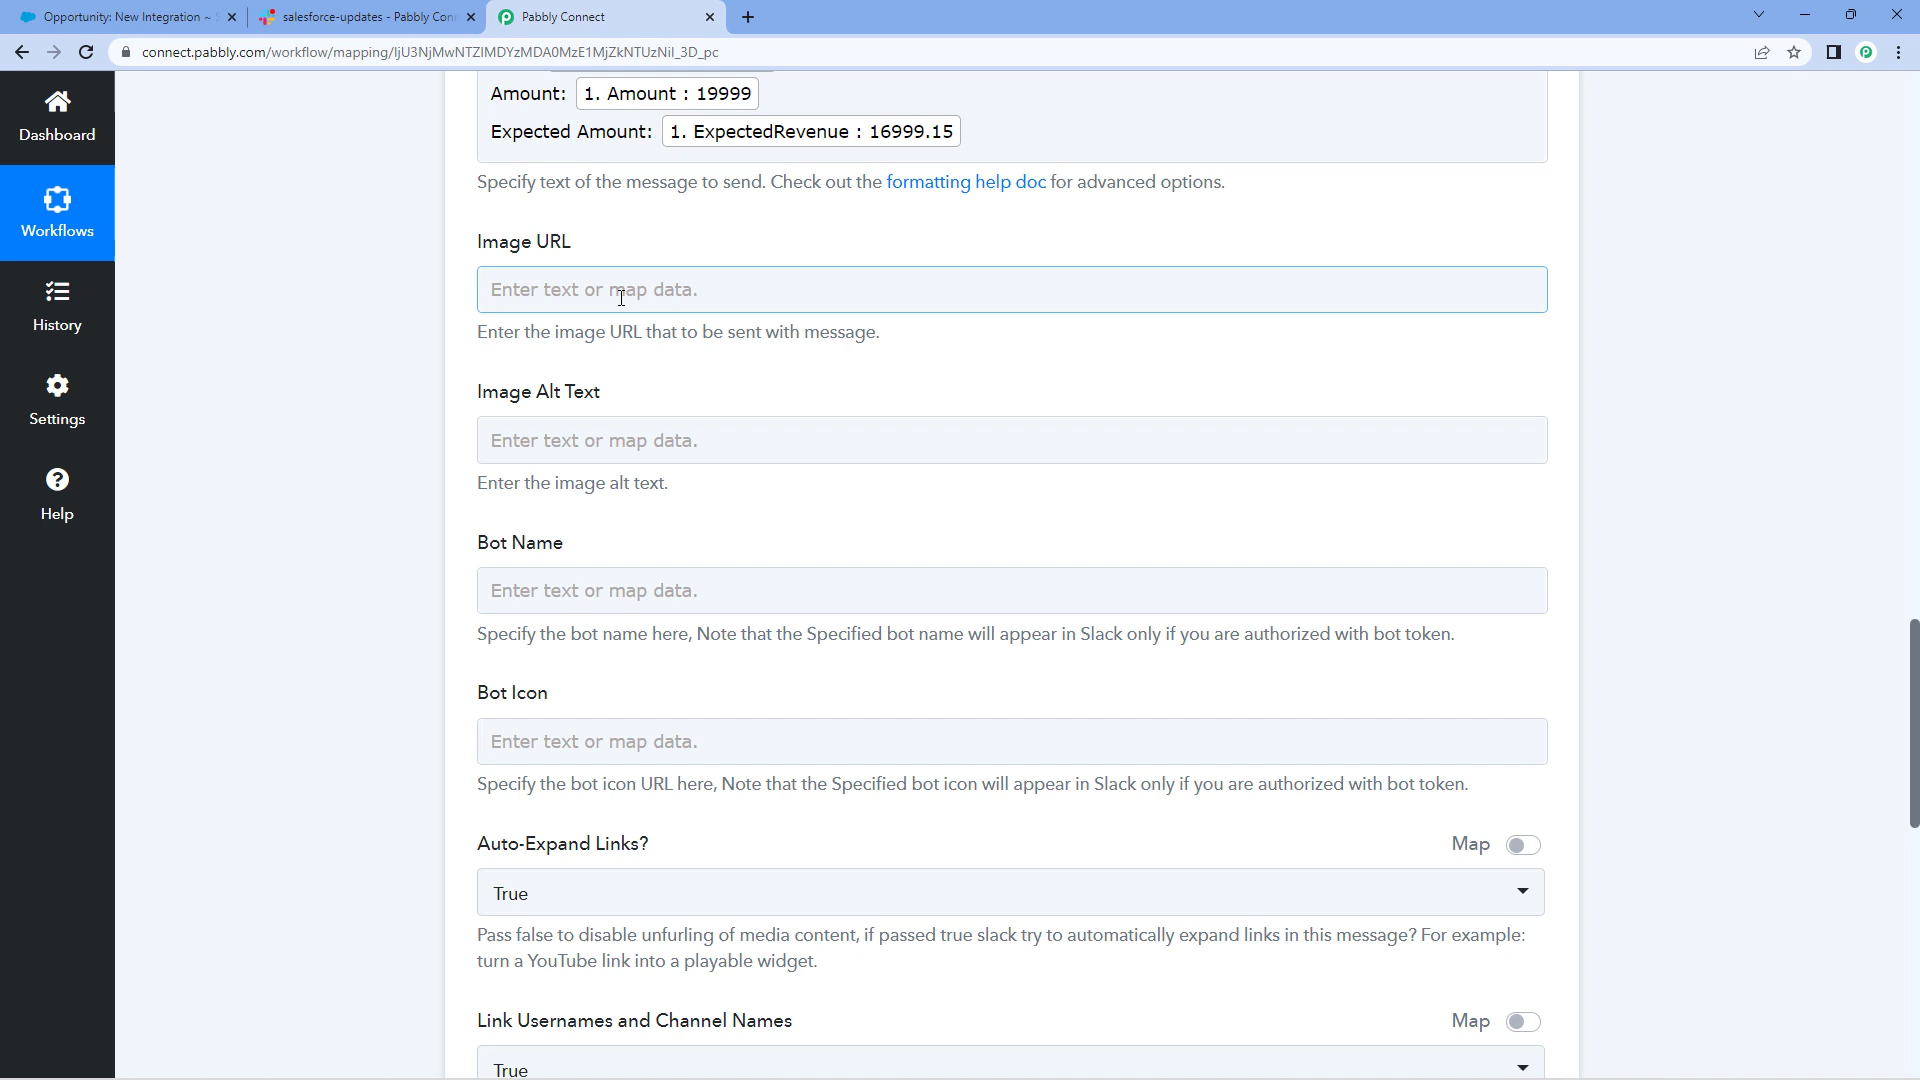 Opportunity: New Integration ~
salesforce-updates - Pabbly Con
Pabbly Connect
connect.pabbly.com/workflow/mapping/IjU3NjMwNTZlMDYzMDA0MzE1MjZkNTUzNiI_3D_pc
Dashboard
Workflows
History
Settings
Help
Amount: 1. Amount : 19999
Expected Amount: 1. ExpectedRevenue : 16999.15
Specify text of the message to send. Check out the formatting help doc for advanced options.
Image URL
Enter text or map data.
Enter the image URL that to be sent with message.
Image Alt Text
Enter text or map data.
Enter the image alt text.
Bot Name
Enter text or map data.
Specify the bot name here, Note that the Specified bot name will appear in Slack only if you are authorized with bot token.
Bot Icon
Enter text or map data.
Specify the bot icon URL here, Note that the Specified bot icon will appear in Slack only if you are authorized with bot token.
Auto-Expand Links?
Map
True
Pass false to disable unfurling of media content, if passed true slack try to automatically expand links in this message? For example:
turn a YouTube link into a playable widget.
Link Usernames and Channel Names
Map
True